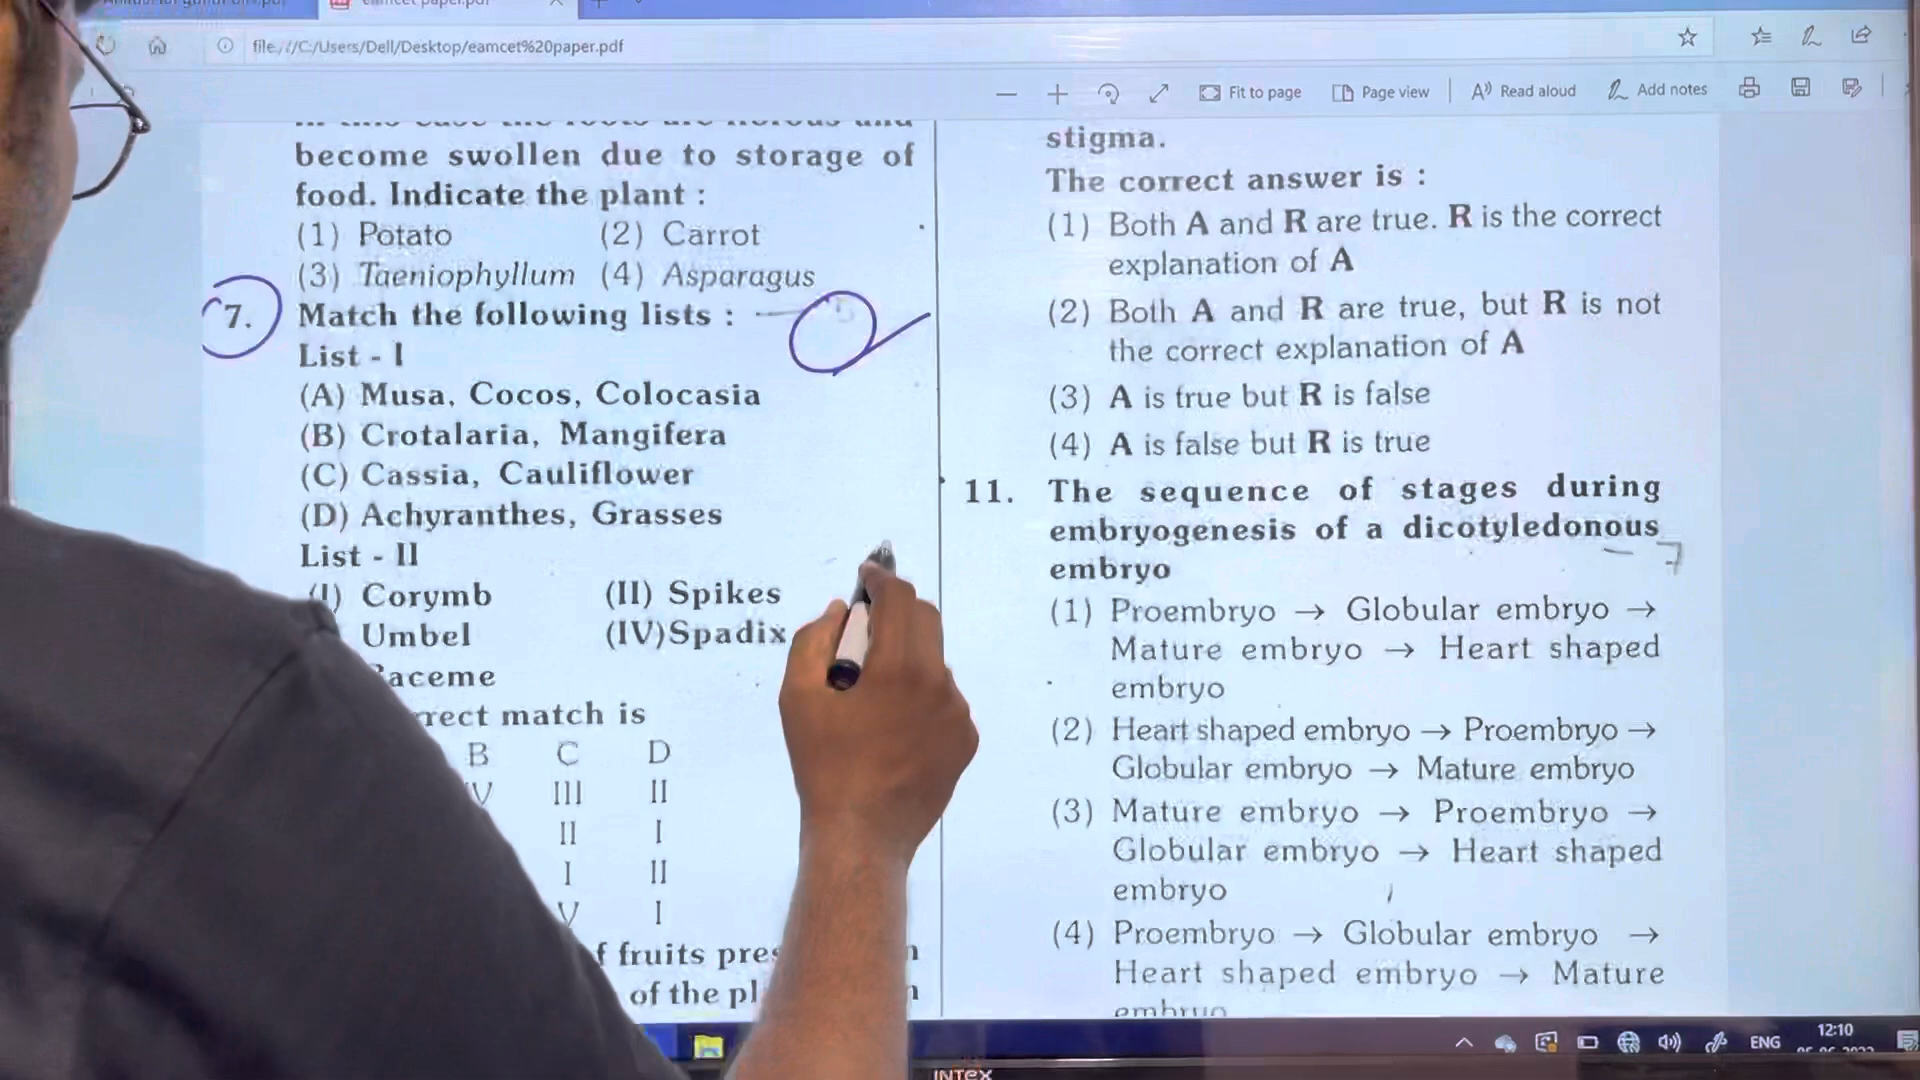 eamcet paper.pdf
file:///C:/Users/Dell/Desktop/eamcet%20paper.pdf
Fit to page
Page view
Read aloud
Add notes
become swollen due to storage of
food. Indicate the plant :
(1) Potato (2) Carrot
(3) Taeniophyllum (4) Asparagus
7. Match the following lists :
List - I
(A) Musa, Cocos, Colocasia
(B) Crotalaria, Mangifera
(C) Cassia, Cauliflower
(D) Achyranthes, Grasses
List - II
(I) Corymb (II) Spikes
Umbel (IV)Spadix
aceme
rect match is
B C D
V III II
II I
I II
V I
f fruits pres n
of the pl n
stigma.
The correct answer is :
(1) Both A and R are true. R is the correct
explanation of A
(2) Both A and R are true, but R is not
the correct explanation of A
(3) A is true but R is false
(4) A is false but R is true
11. The sequence of stages during
embryogenesis of a dicotyledonous
embryo
(1) Proembryo → Globular embryo →
Mature embryo → Heart shaped
embryo
(2) Heart shaped embryo → Proembryo →
Globular embryo → Mature embryo
(3) Mature embryo → Proembryo →
Globular embryo → Heart shaped
embryo
(4) Proembryo → Globular embryo →
Heart shaped embryo → Mature
embryo
ENG
12:10
INTEX